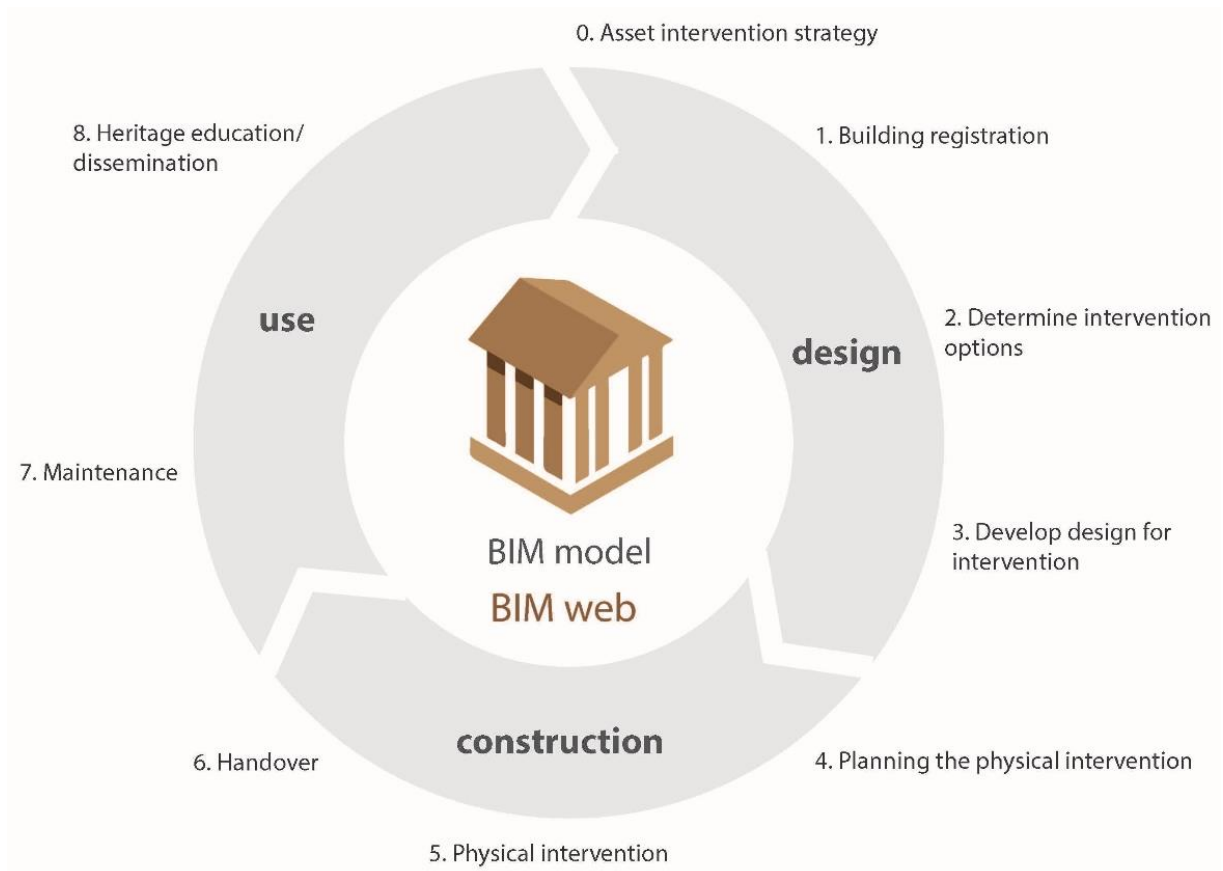 0. Asset intervention strategy
1. Building registration
2. Determine intervention
options
3. Develop design for
intervention
4. Planning the physical intervention
5. Physical intervention
6. Handover
7. Maintenance
8. Heritage education/
dissemination
use
design
construction
BIM model
BIM web